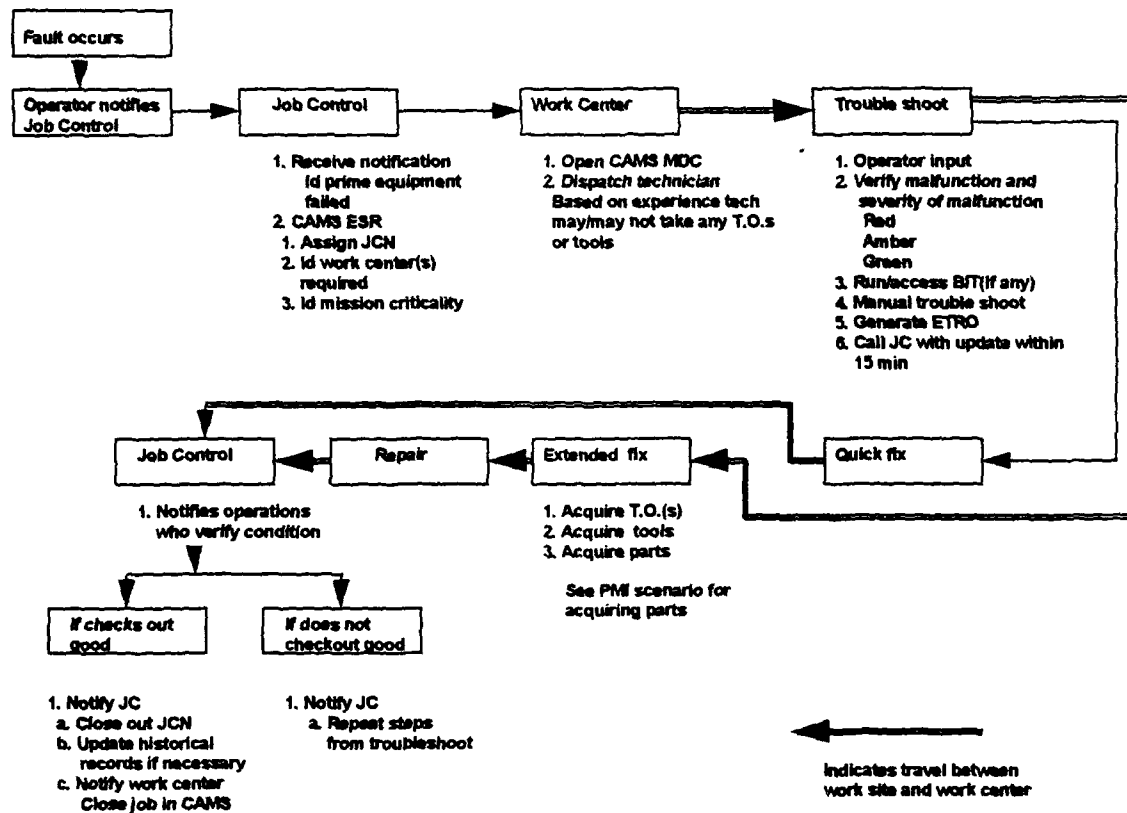 Fault occurs
Operator notifies
Job Control
Job Control
Work Center
Trouble shoot
1. Receive notification
Id prime equipment
failed
2. CAMS ESR
1. Assign JCN
2. Id work center(s)
required
3. Id mission criticality
1. Open CAMS MDC
2. Dispatch technician
Based on experience tech
may/may not take any T.O.s
or tools
1. Operator input
2. Verify malfunction and
severity of malfunction
Red
Amber
Green
3. Run/access BIT(if any)
4. Manual trouble shoot
5. Generate ETRO
6. Call JC with update within
15 min
Job Control
Repair
Extended fix
Quick fix
1. Notifies operations
who verify condition
1. Acquire T.O.(s)
2. Acquire tools
3. Acquire parts
See PMI scenario for
acquiring parts
If checks out
good
If does not
checkout good
1. Notify JC
a. Close out JCN
b. Update historical
records if necessary
c. Notify work center
Close job in CAMS
1. Notify JC
a. Repeat steps
from troubleshoot
Indicates travel between
work site and work center